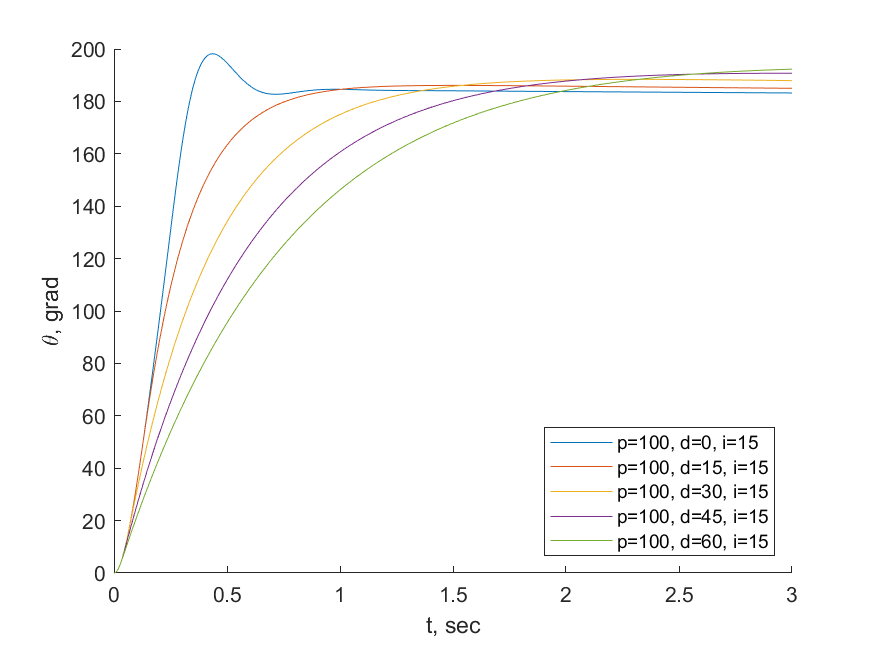 200
180
160
140
120
100
80
60
40
20
0
θ, grad
0 0.5 1 1.5 2 2.5 3
t, sec
p=100, d=0, i=15
p=100, d=15, i=15
p=100, d=30, i=15
p=100, d=45, i=15
p=100, d=60, i=15